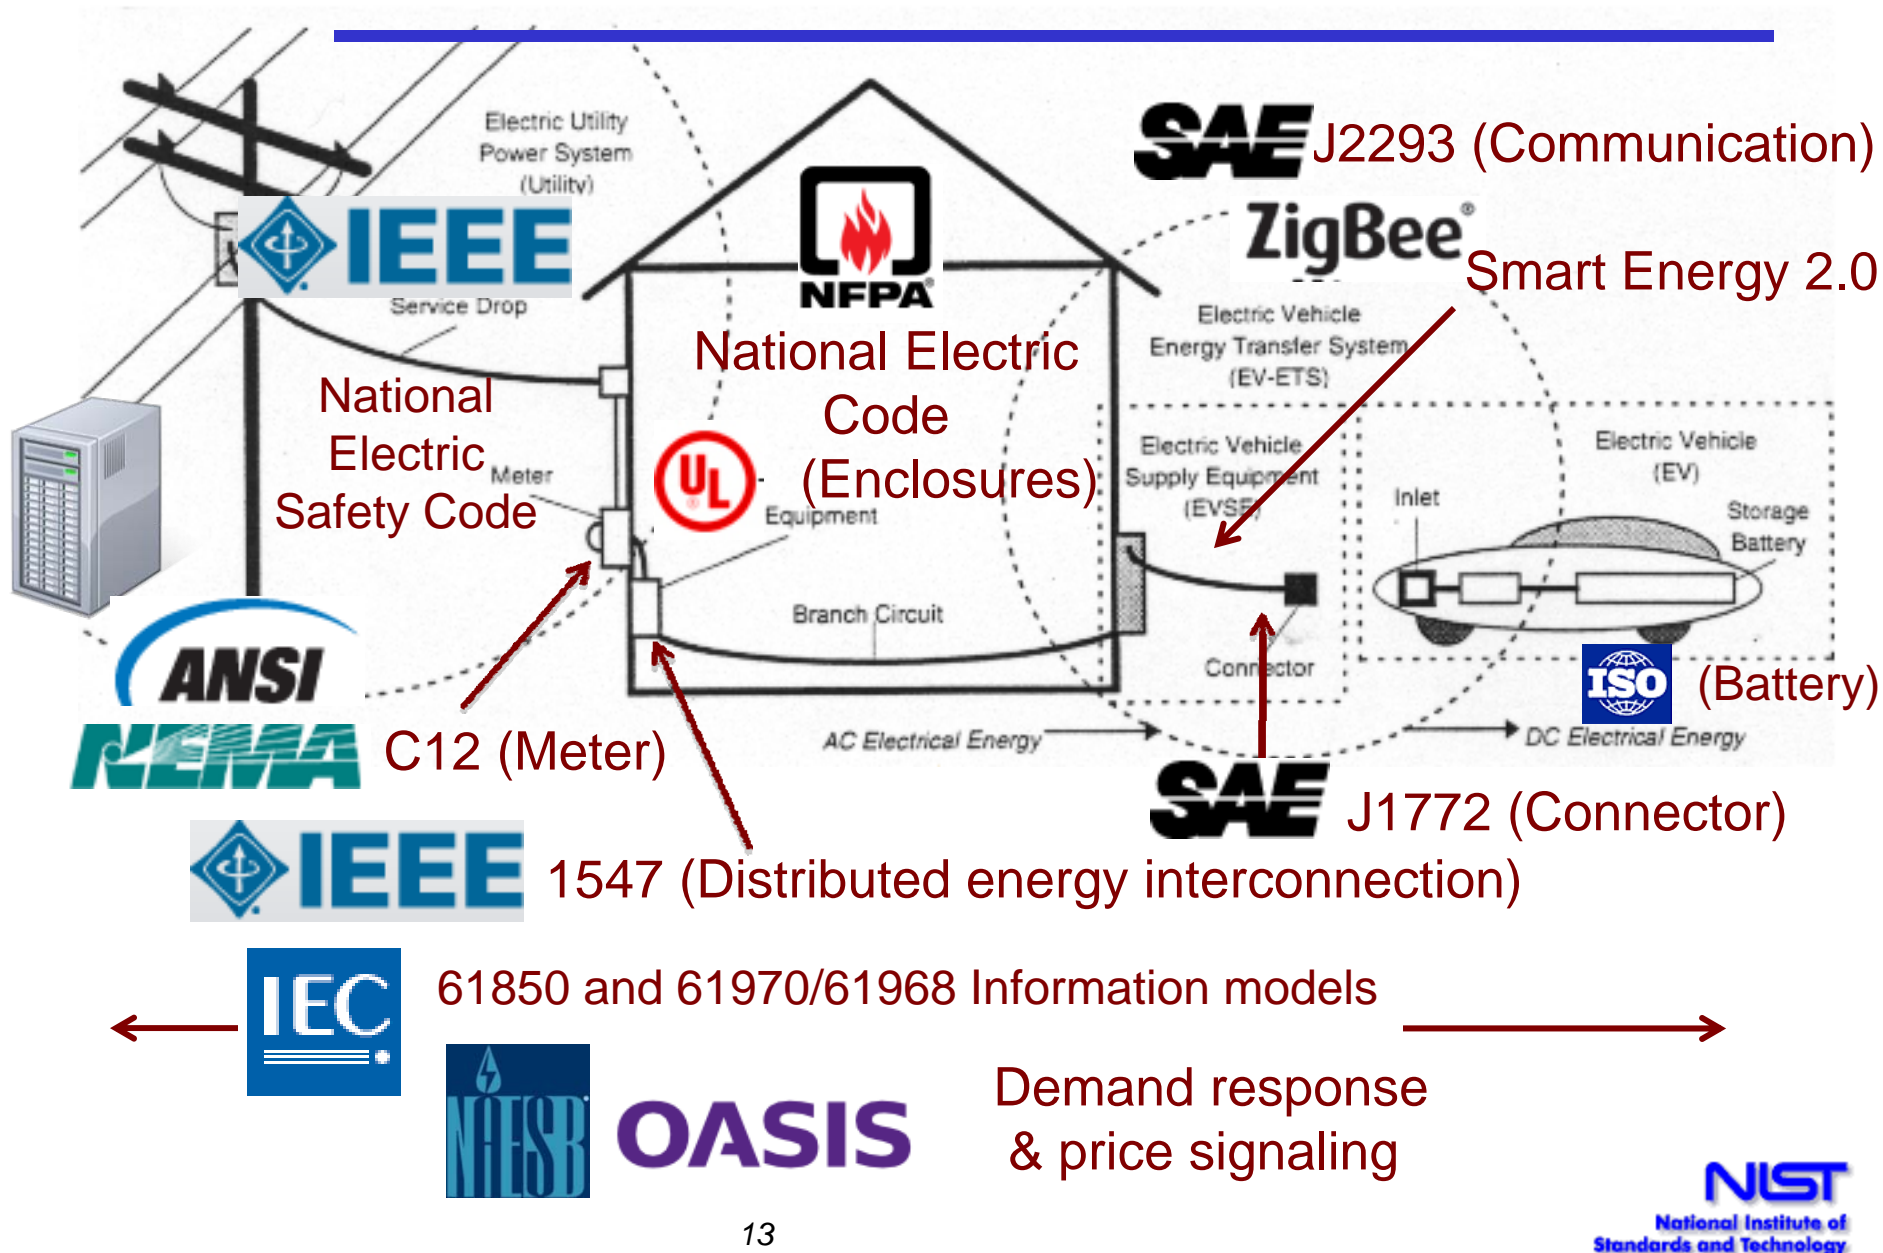 Electric Utility
Power System
(Utility)
IEEE
Service Drop
National
Electric
Safety Code
Meter
NFPA
National Electric
Code
(Enclosures)
UL
®
Equipment
Branch Circuit
SAE J2293 (Communication)
ZigBee®
Smart Energy 2.0
Electric Vehicle
Energy Transfer System
(EV-ETS)
Electric Vehicle
Supply Equipment
(EVSE)
Connector
Electric Vehicle
(EV)
Inlet
Storage
Battery
ISO (Battery)
AC Electrical Energy
DC Electrical Energy
ANSI
NEMA
C12 (Meter)
SAE J1772 (Connector)
IEEE 1547 (Distributed energy interconnection)
IEC
61850 and 61970/61968 Information models
NAESB
OASIS
Demand response
& price signaling
13
NIST
National Institute of
Standards and Technology